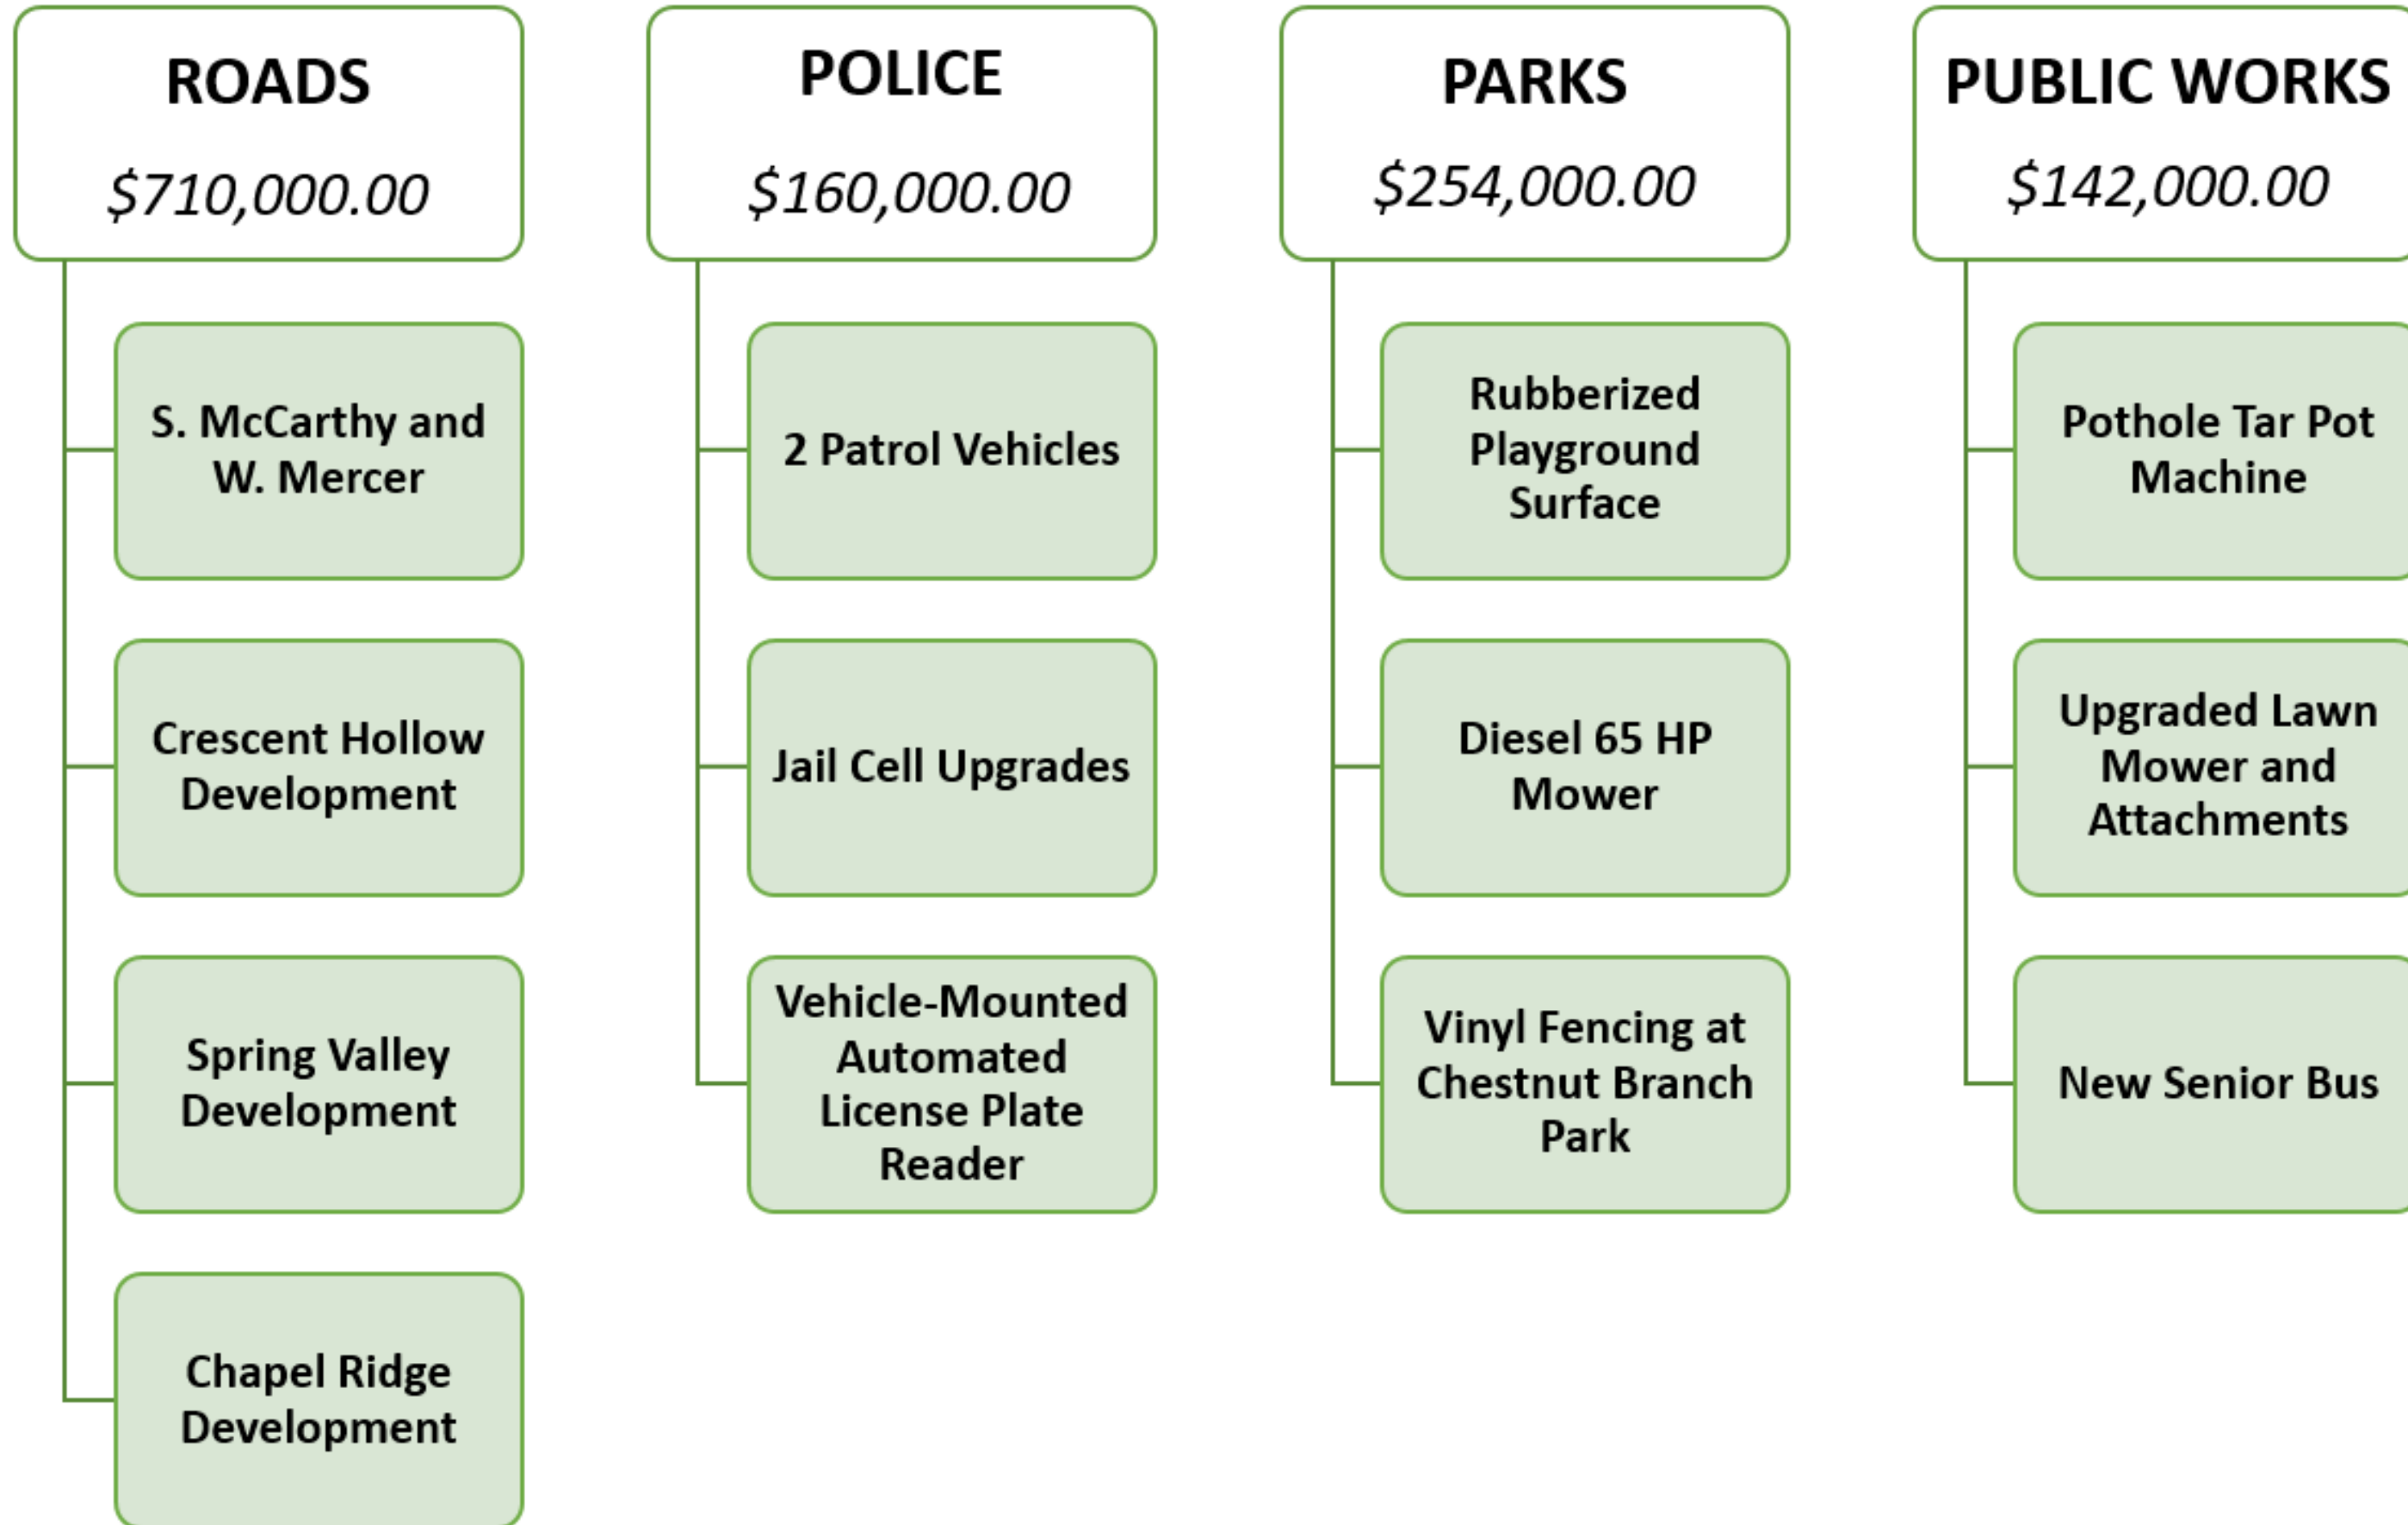 ROADS
$710,000.00
S. McCarthy and
W. Mercer
Crescent Hollow
Development
Spring Valley
Development
Chapel Ridge
Development
POLICE
$160,000.00
2 Patrol Vehicles
Jail Cell Upgrades
Vehicle-Mounted
Automated
License Plate
Reader
PARKS
$254,000.00
Rubberized
Playground
Surface
Diesel 65 HP
Mower
Vinyl Fencing at
Chestnut Branch
Park
PUBLIC WORKS
$142,000.00
Pothole Tar Pot
Machine
Upgraded Lawn
Mower and
Attachments
New Senior Bus